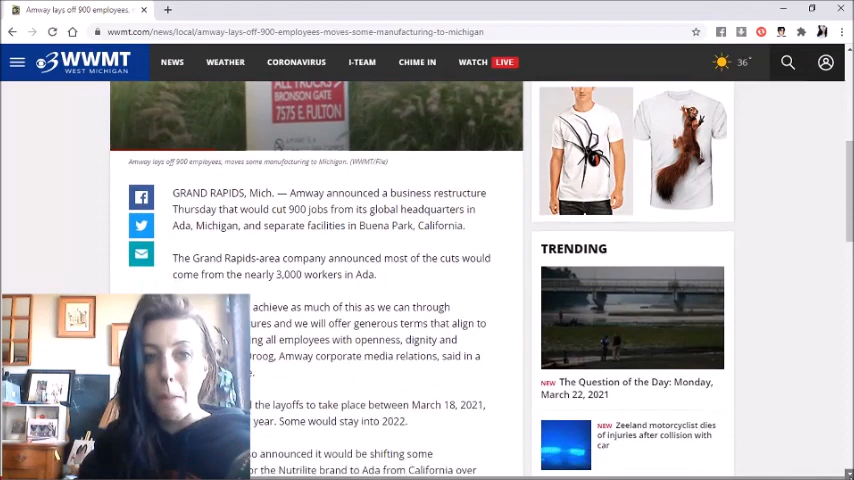 Amway lays off 900 employees,
wwmt.com/news/local/amway-lays-off-900-employees-moves-some-manufacturing-to-michigan
3 WWMT
WEST MICHIGAN
NEWS
WEATHER
CORONAVIRUS
I-TEAM
CHIME IN
WATCH LIVE
36°
ALL TRUCKS
BRONSON GATE
7575 E.FULTON
Amway lays off 900 employees, moves some manufacturing to Michigan. (WWMT/File)
GRAND RAPIDS, Mich. — Amway announced a business restructure
Thursday that would cut 900 jobs from its global headquarters in
Ada, Michigan, and separate facilities in Buena Park, California.
The Grand Rapids-area company announced most of the cuts would
come from the nearly 3,000 workers in Ada.
achieve as much of this as we can through
ures and we will offer generous terms that align to
ng all employees with openness, dignity and
Droog, Amway corporate media relations, said in a
e.
d the layoffs to take place between March 18, 2021,
year. Some would stay into 2022.
o announced it would be shifting some
or the Nutrilite brand to Ada from California over
TRENDING
NEW The Question of the Day: Monday,
March 22, 2021
NEW Zeeland motorcyclist dies
of injuries after collision with
car